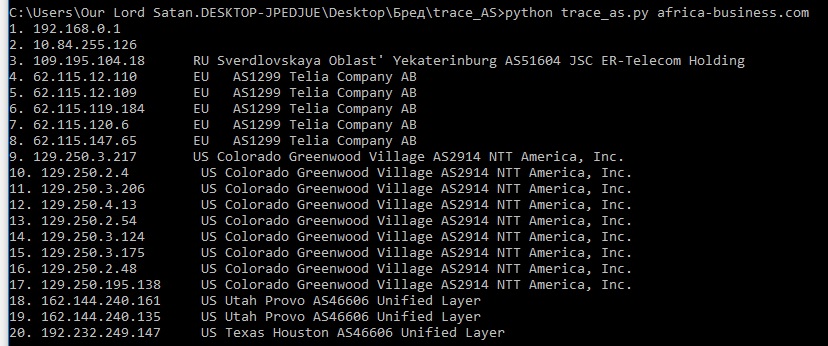 C:\Users\Our Lord Satan.DESKTOP-JPEDJUE\Desktop\Бред\trace_AS>python trace_as.py africa-business.com
1. 192.168.0.1
2. 10.84.255.126
3. 109.195.104.18 RU Sverdlovskaya Oblast' Yekaterinburg AS51604 JSC ER-Telecom Holding
4. 62.115.12.110 EU AS1299 Telia Company AB
5. 62.115.12.109 EU AS1299 Telia Company AB
6. 62.115.119.184 EU AS1299 Telia Company AB
7. 62.115.120.6 EU AS1299 Telia Company AB
8. 62.115.147.65 EU AS1299 Telia Company AB
9. 129.250.3.217 US Colorado Greenwood Village AS2914 NTT America, Inc.
10. 129.250.2.4 US Colorado Greenwood Village AS2914 NTT America, Inc.
11. 129.250.3.206 US Colorado Greenwood Village AS2914 NTT America, Inc.
12. 129.250.4.13 US Colorado Greenwood Village AS2914 NTT America, Inc.
13. 129.250.2.54 US Colorado Greenwood Village AS2914 NTT America, Inc.
14. 129.250.3.124 US Colorado Greenwood Village AS2914 NTT America, Inc.
15. 129.250.3.175 US Colorado Greenwood Village AS2914 NTT America, Inc.
16. 129.250.2.48 US Colorado Greenwood Village AS2914 NTT America, Inc.
17. 129.250.195.138 US Colorado Greenwood Village AS2914 NTT America, Inc.
18. 162.144.240.161 US Utah Provo AS46606 Unified Layer
19. 162.144.240.135 US Utah Provo AS46606 Unified Layer
20. 192.232.249.147 US Texas Houston AS46606 Unified Layer